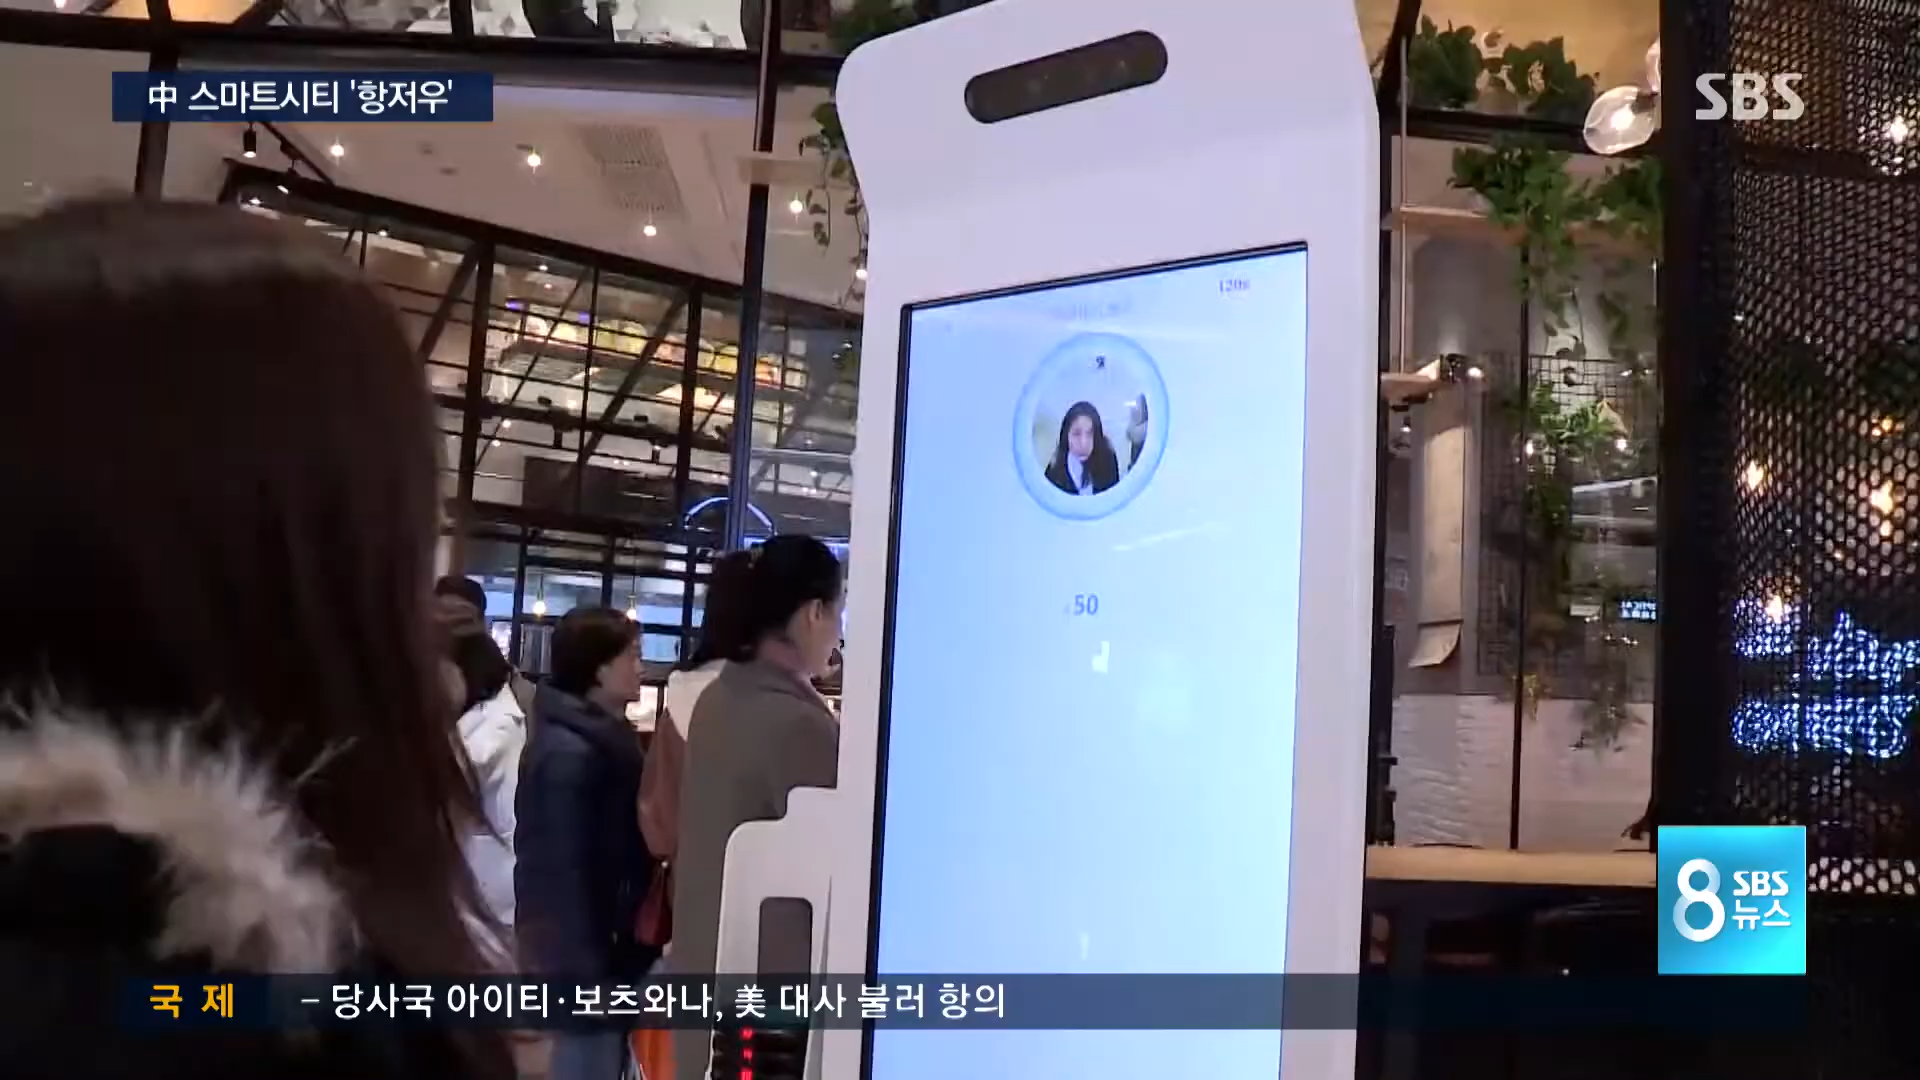 中 스마트시티 '항저우'
SBS
120s
50
8 SBS
뉴스
국 제 – 당사국 아이티·보츠와나, 美 대사 불러 항의